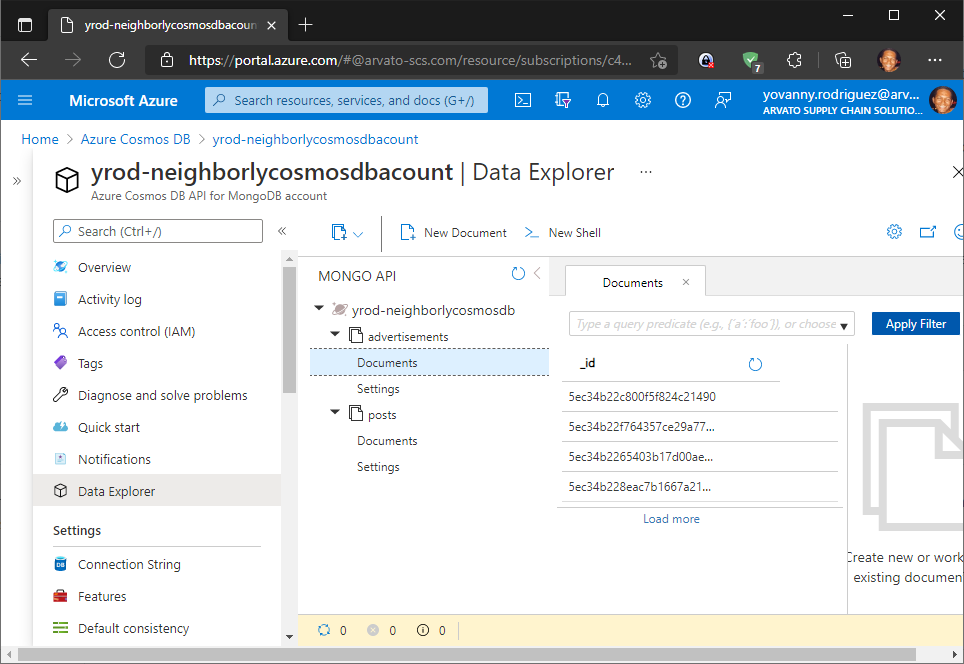 yrod-neighborlycosmosdbacoun
https://portal.azure.com/#@arvato-scs.com/resource/subscriptions/c4...
7
Microsoft Azure
Search resources, services, and docs (G+/)
yovanny.rodriguez@arv...
ARVATO SUPPLY CHAIN SOLUTIO...
Home > Azure Cosmos DB > yrod-neighborlycosmosdbacount
yrod-neighborlycosmosdbacount | Data Explorer ...
Azure Cosmos DB API for MongoDB account
Search (Ctrl+/)
Overview
Activity log
Access control (IAM)
Tags
Diagnose and solve problems
Quick start
Notifications
Data Explorer
Settings
Connection String
Features
Default consistency
New Document
New Shell
MONGO API
yrod-neighborlycosmosdb
advertisements
Documents
Settings
posts
Documents
Settings
Documents
Type a query predicate (e.g., {´a´:´foo´}), or choose
Apply Filter
_id
5ec34b22c800f5f824c21490
5ec34b22f764357ce29a77...
5ec34b2265403b17d00ae...
5ec34b228eac7b1667a21...
Load more
Create new or work
existing documen
0 0 0